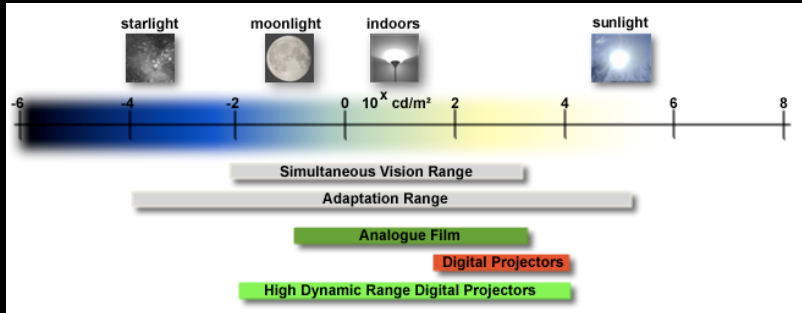 starlight moonlight indoors sunlight
-6 -4 -2 0 10^x cd/m² 2 4 6 8
Simultaneous Vision Range
Adaptation Range
Analogue Film
Digital Projectors
High Dynamic Range Digital Projectors